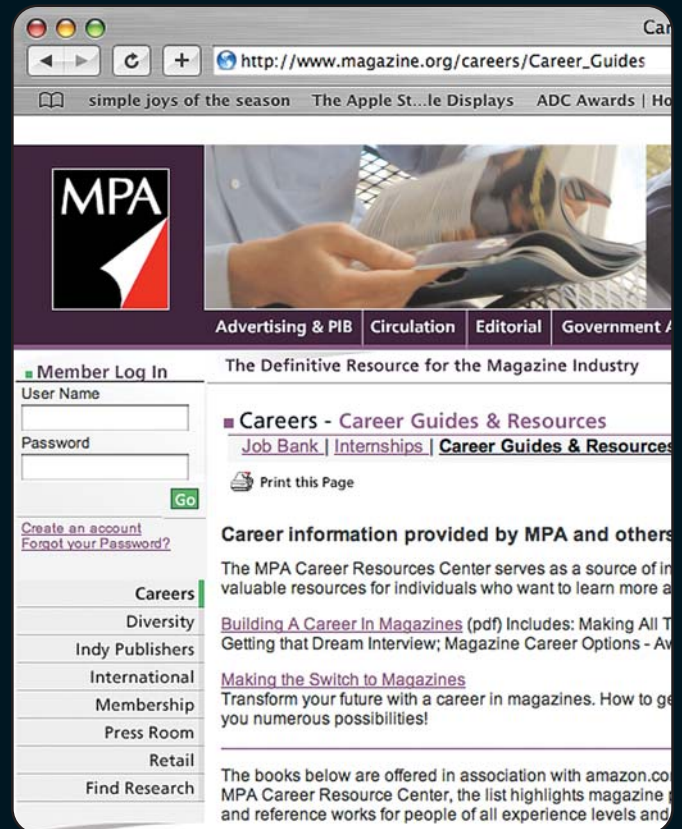 Car
http://www.magazine.org/careers/Career_Guides
simple joys of the season The Apple St...le Displays ADC Awards | Ho
MPA
Advertising & PIB Circulation Editorial Government A
Member Log In
User Name
Password
Go
Create an account
Forgot your Password?
Careers
Diversity
Indy Publishers
International
Membership
Press Room
Retail
Find Research
The Definitive Resource for the Magazine Industry
Careers - Career Guides & Resources
Job Bank | Internships | Career Guides & Resources
Print this Page
Career information provided by MPA and others
The MPA Career Resources Center serves as a source of in
valuable resources for individuals who want to learn more a
Building A Career In Magazines (pdf) Includes: Making All T
Getting that Dream Interview; Magazine Career Options - Aw
Making the Switch to Magazines
Transform your future with a career in magazines. How to ge
you numerous possibilities!
The books below are offered in association with amazon.co
MPA Career Resource Center, the list highlights magazine p
and reference works for people of all experience levels and